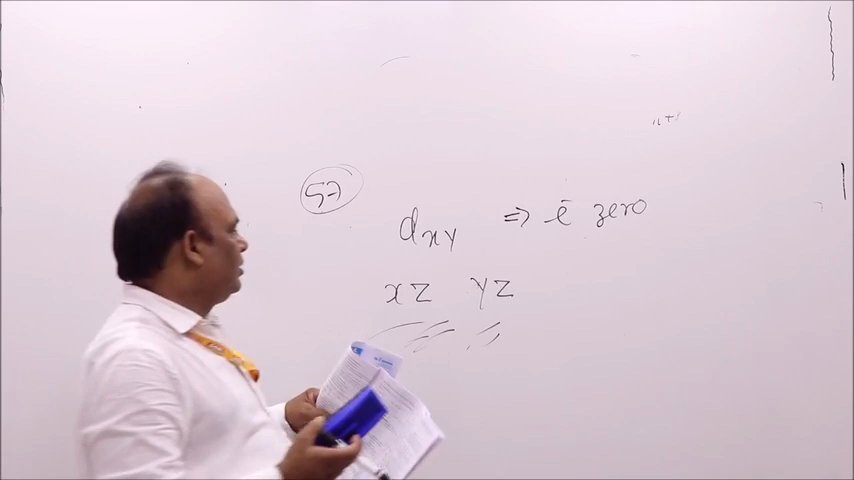 57
dxy ⇒ ē zero
xz yz